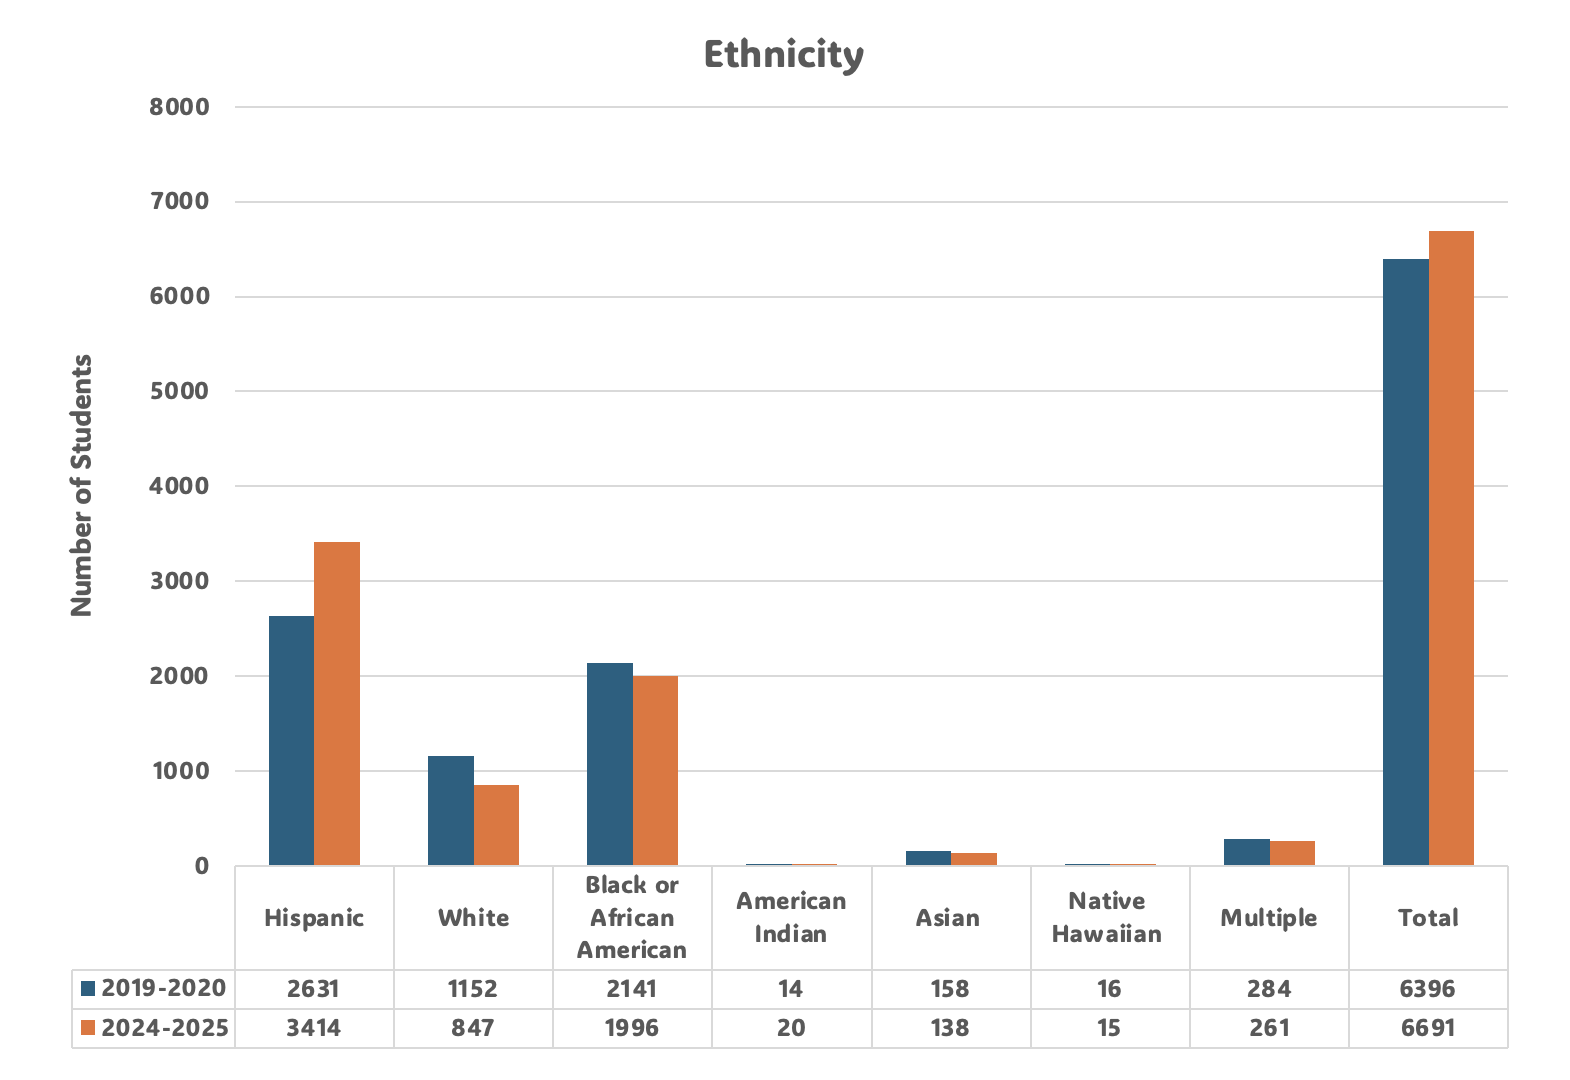 Ethnicity
8000
7000
6000
5000
4000
3000
2000
1000
0
Number of Students
Hispanic
White
Black or
African
American
American
Indian
Asian
Native
Hawaiian
Multiple
Total
2019-2020 2631 1152 2141 14 158 16 284 6396
2024-2025 3414 847 1996 20 138 15 261 6691